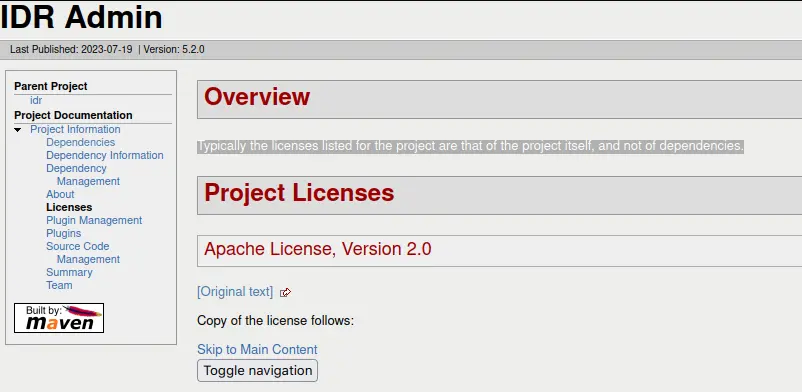 IDR Admin
Last Published: 2023-07-19 | Version: 5.2.0
Parent Project
idr
Project Documentation
Project Information
Dependencies
Dependency Information
Dependency
Management
About
Licenses
Plugin Management
Plugins
Source Code
Management
Summary
Team
Built by:
maven
Overview
Typically the licenses listed for the project are that of the project itself, and not of dependencies.
Project Licenses
Apache License, Version 2.0
[Original text]
Copy of the license follows:
Skip to Main Content
Toggle navigation